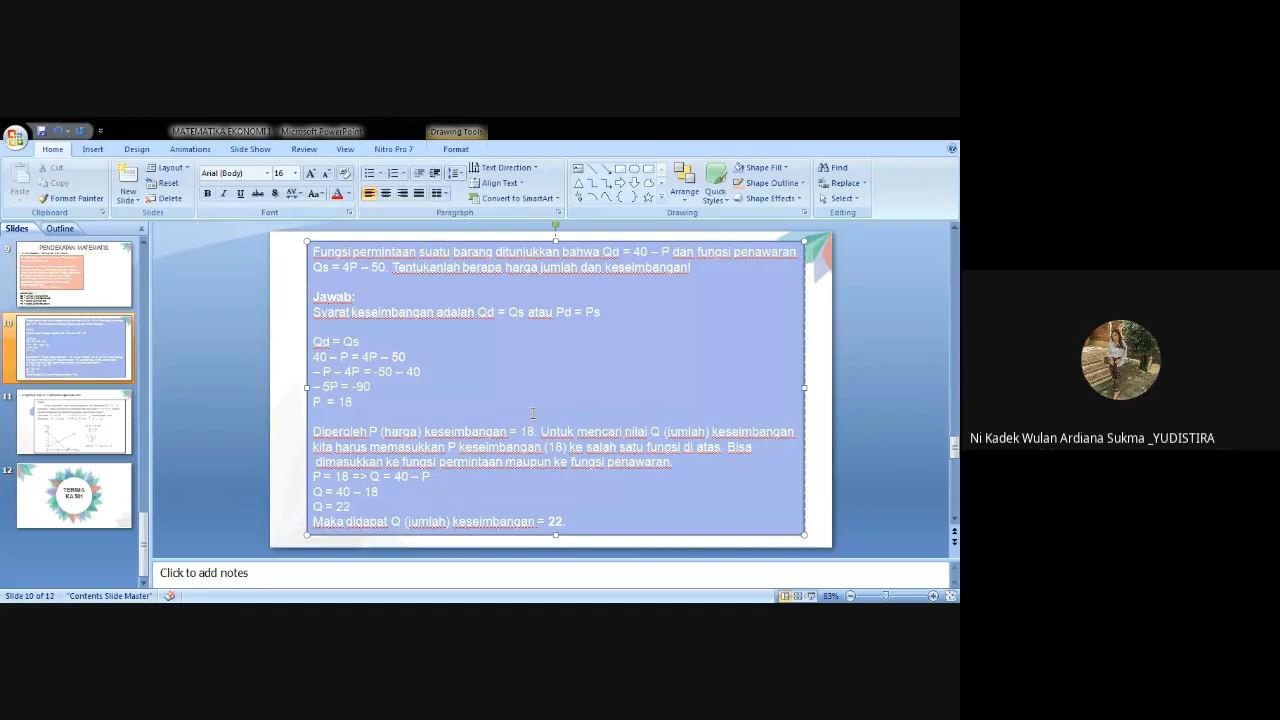 MATEMATIKA EKONOMI 1 Microsoft PowerPoint
Drawing Tools
Home Insert Design Animations Slide Show Review View Nitro Pro 7 Format
Cut
Copy
Format Painter
Paste
Clipboard
New Slide
Layout
Reset
Delete
Slides
Arial (Body) 16
Font
Text Direction
Align Text
Convert to SmartArt
Paragraph
Arrange
Quick Styles
Shape Fill
Shape Outline
Shape Effects
Drawing
Find
Replace
Select
Editing
Slides Outline
9
PENDEKATAN MATEMATIS
10
11
12
TERIMA
KASIH
Fungsi permintaan suatu barang ditunjukkan bahwa Qd = 40 – P dan fungsi penawaran
Qs = 4P – 50. Tentukanlah berapa harga jumlah dan keseimbangan!
Jawab:
Syarat keseimbangan adalah Qd = Qs atau Pd = Ps
Qd = Qs
40 – P = 4P – 50
– P – 4P = -50 – 40
– 5P = -90
P = 18
Diperoleh P (harga) keseimbangan = 18. Untuk mencari nilai Q (jumlah) keseimbangan
kita harus memasukkan P keseimbangan (18) ke salah satu fungsi di atas. Bisa
dimasukkan ke fungsi permintaan maupun ke fungsi penawaran.
P = 18 => Q = 40 – P
Q = 40 – 18
Q = 22
Maka didapat Q (jumlah) keseimbangan = 22.
Click to add notes
Slide 10 of 12 "Contents Slide Master" 83%
Ni Kadek Wulan Ardiana Sukma _YUDISTIRA